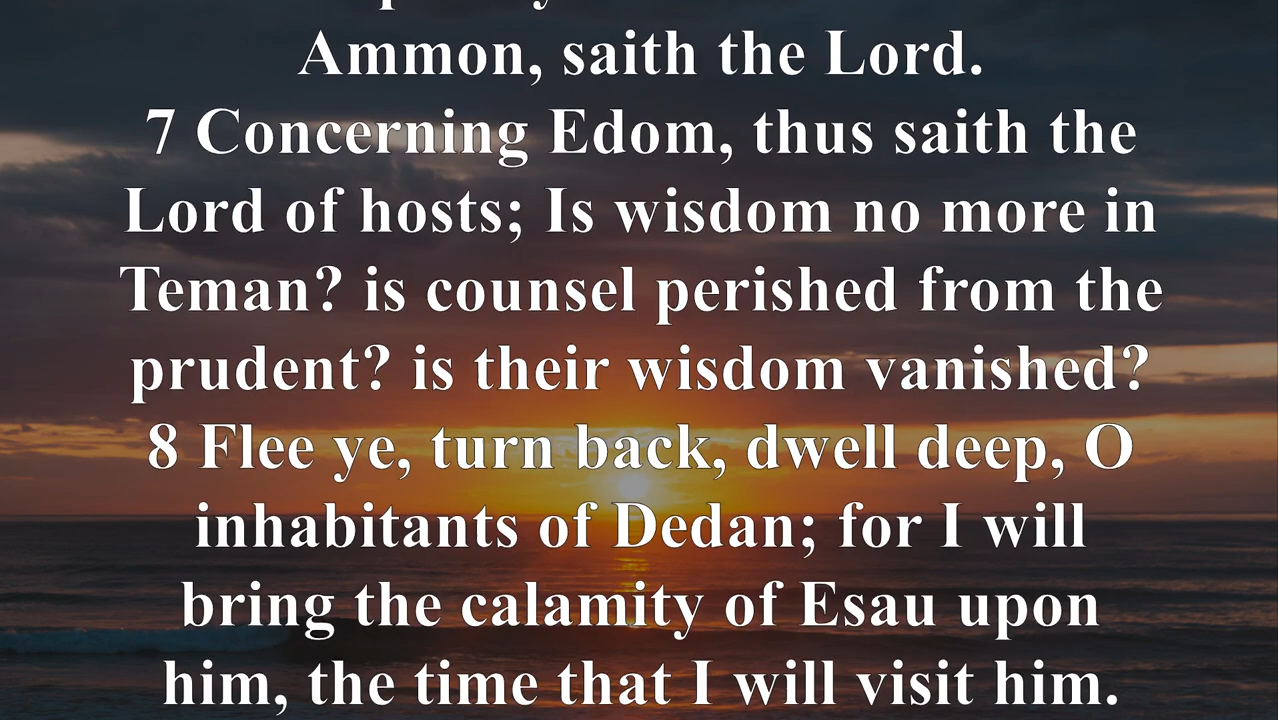 Ammon, saith the Lord.
7 Concerning Edom, thus saith the
Lord of hosts; Is wisdom no more in
Teman? is counsel perished from the
prudent? is their wisdom vanished?
8 Flee ye, turn back, dwell deep, O
inhabitants of Dedan; for I will
bring the calamity of Esau upon
him, the time that I will visit him.